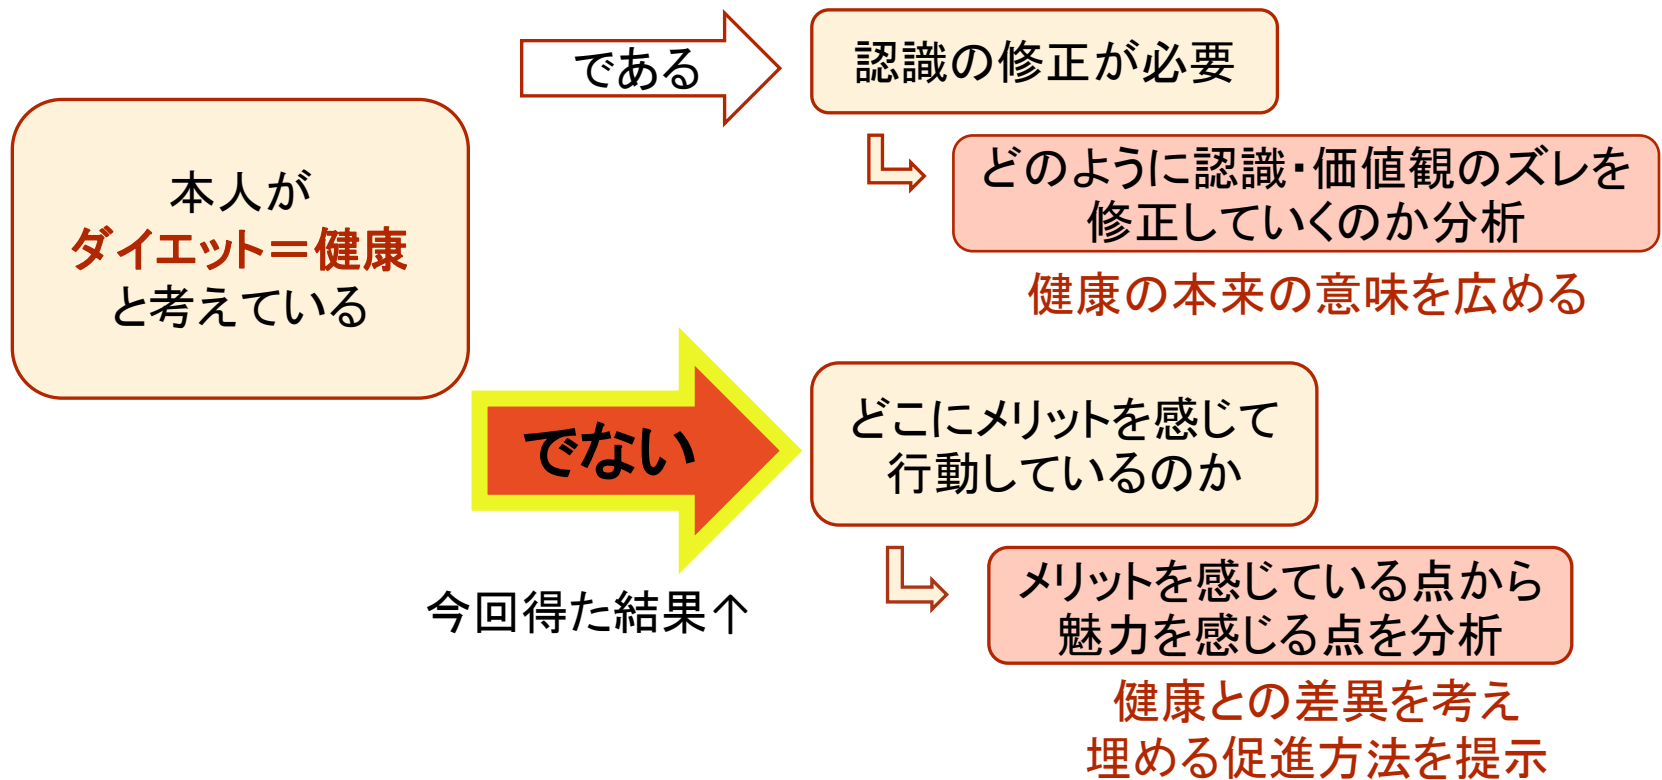 本人が
ダイエット＝健康
と考えている
である
認識の修正が必要
どのように認識・価値観のズレを
修正していくのか分析
健康の本来の意味を広める
でない
今回得た結果↑
どこにメリットを感じて
行動しているのか
メリットを感じている点から
魅力を感じる点を分析
健康との差異を考え
埋める促進方法を提示